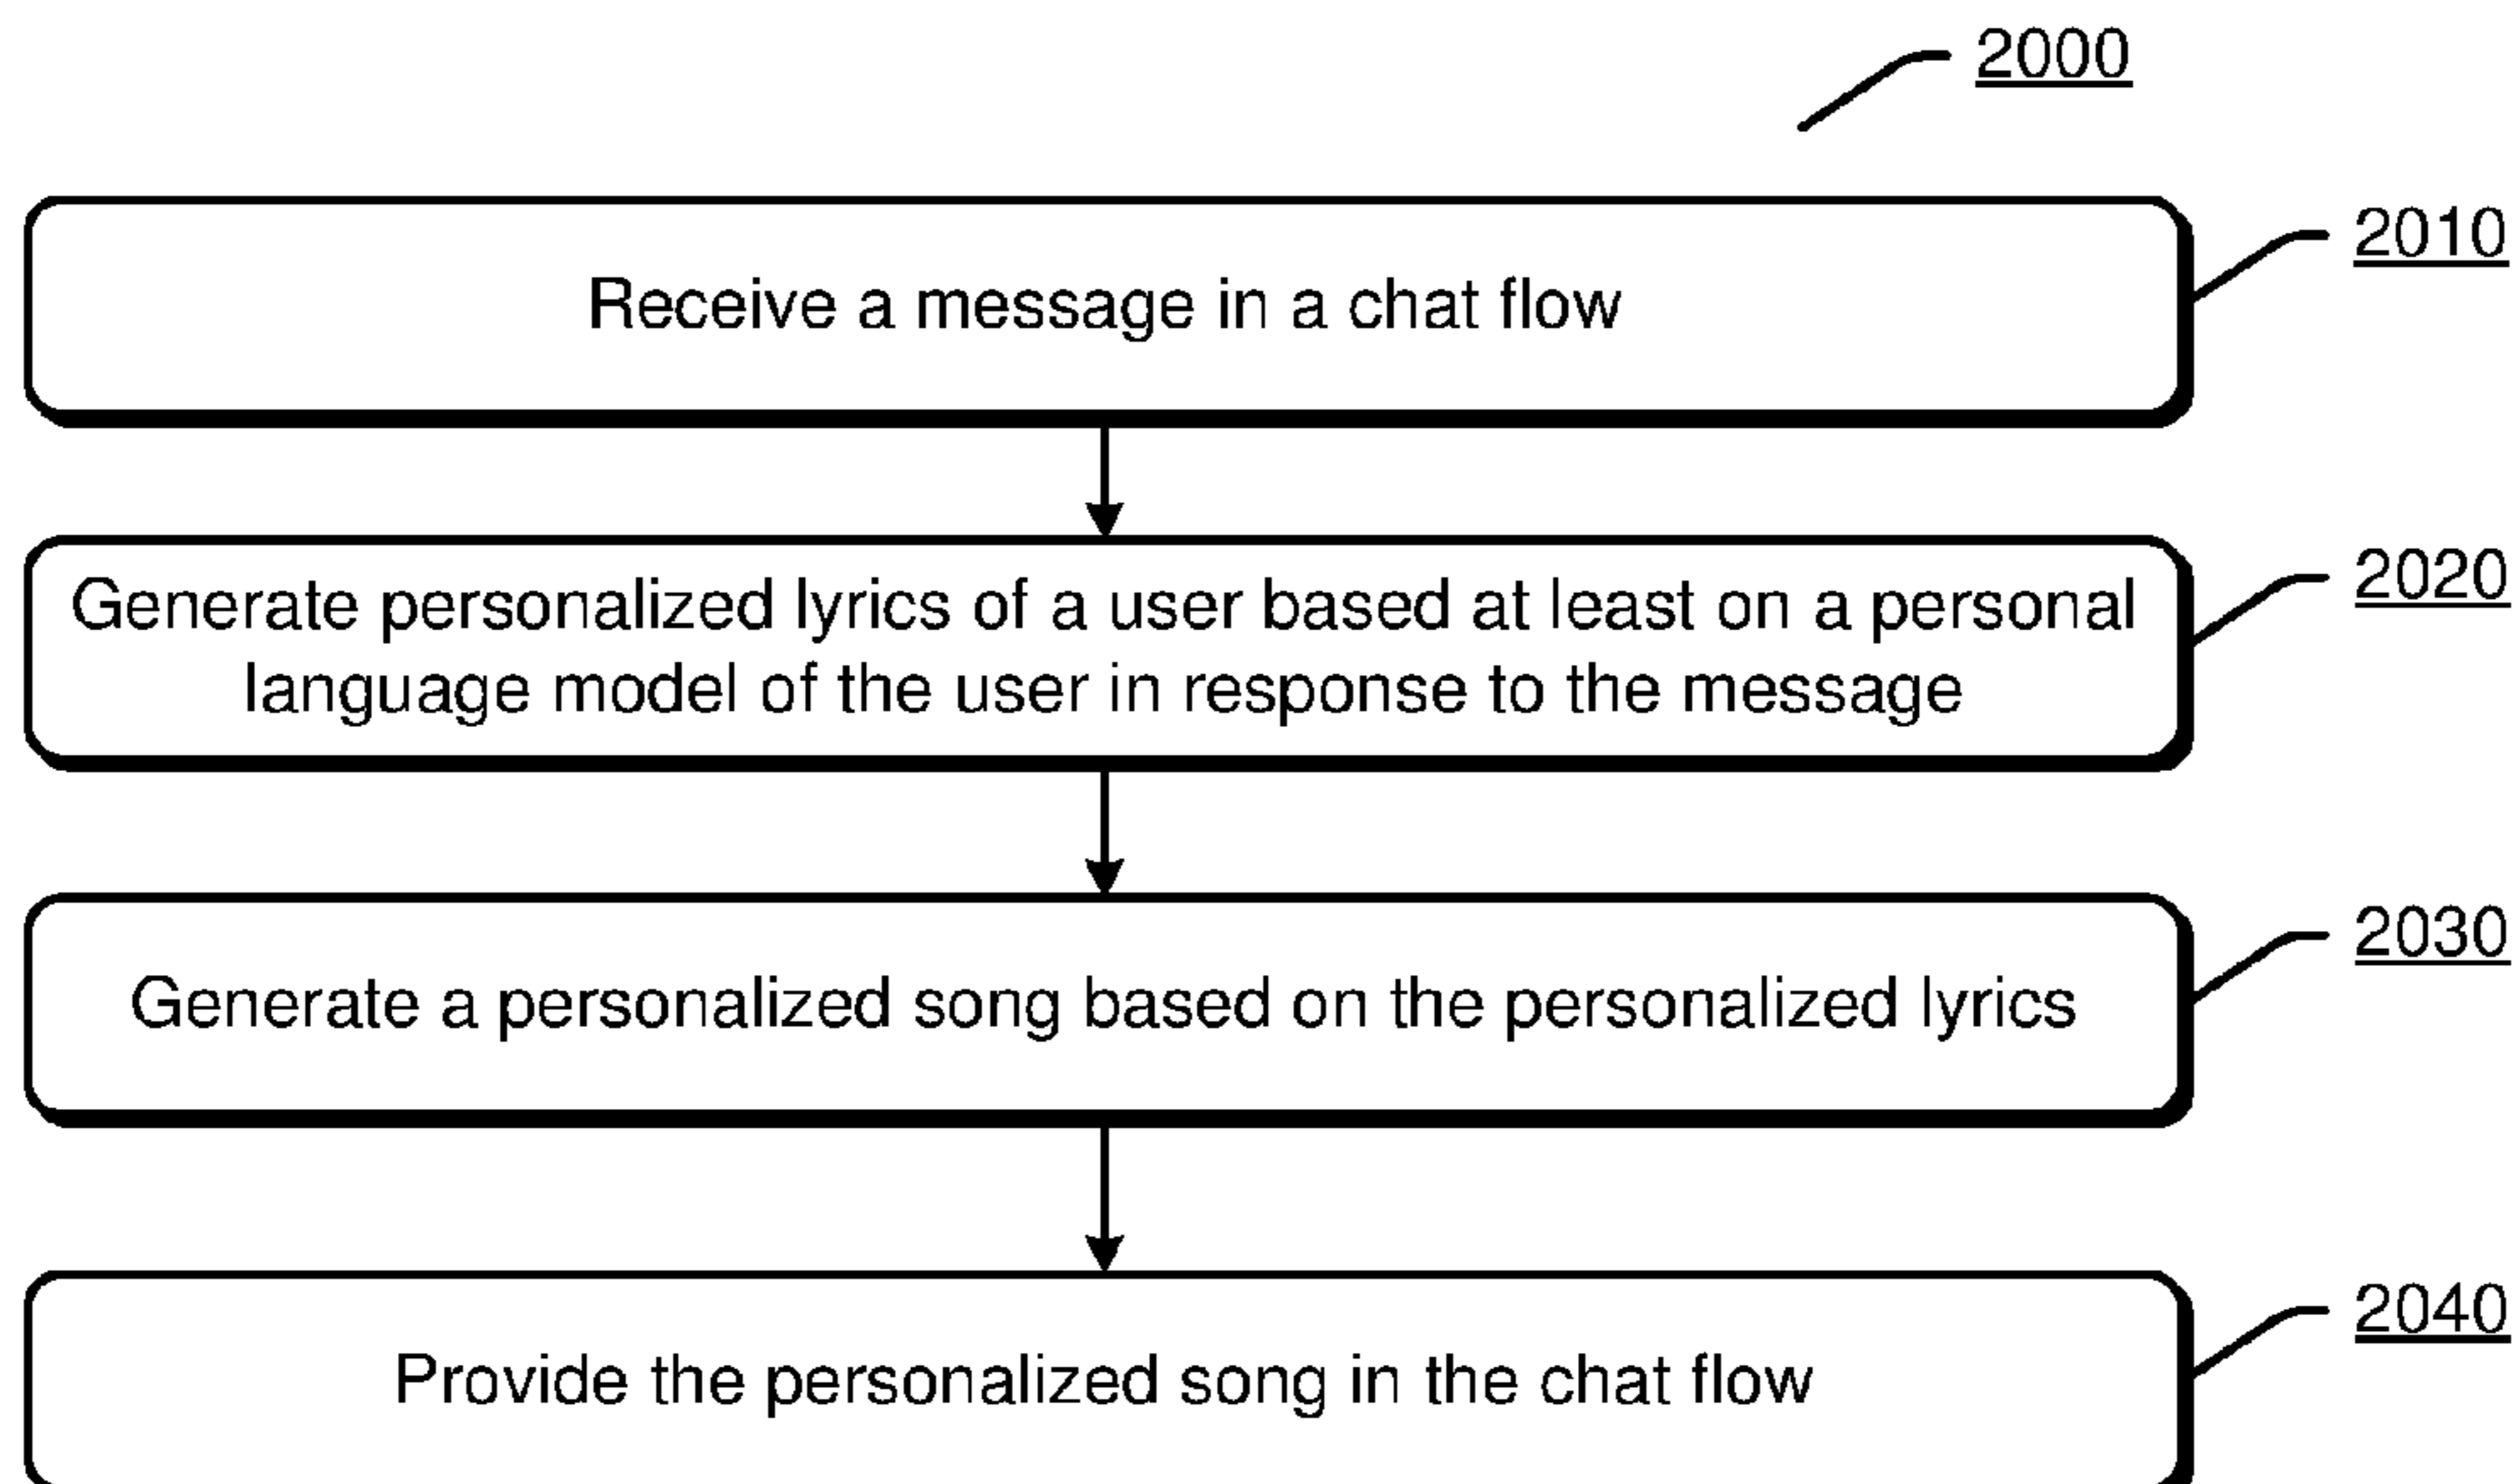 2000
2010
Receive a message in a chat flow
2020
Generate personalized lyrics of a user based at least on a personal
language model of the user in response to the message
2030
Generate a personalized song based on the personalized lyrics
2040
Provide the personalized song in the chat flow